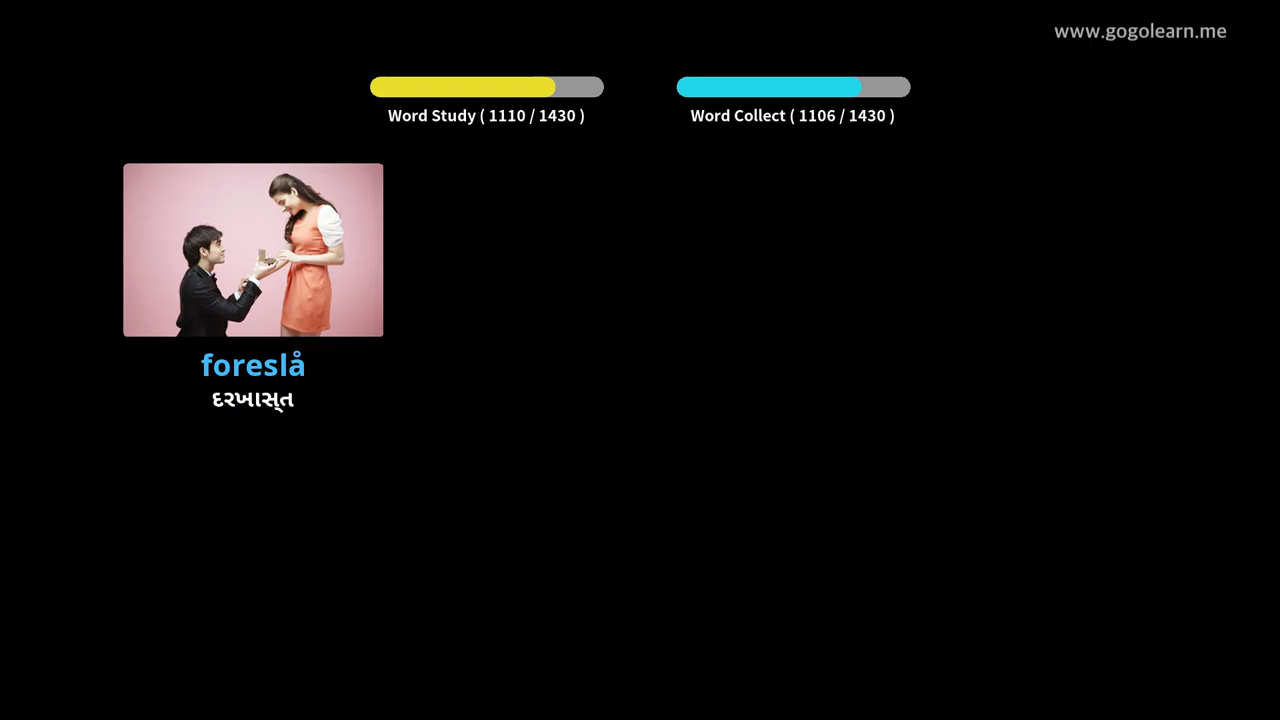 www.gogolearn.me
Word Study ( 1110 / 1430 )
Word Collect ( 1106 / 1430 )
foreslå
દરખાસ્ત